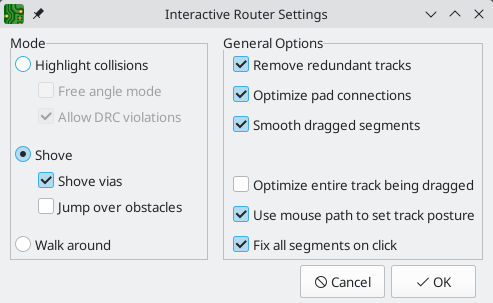 Interactive Router Settings
Mode
Highlight collisions
Free angle mode
Allow DRC violations
Shove
Shove vias
Jump over obstacles
Walk around
General Options
Remove redundant tracks
Optimize pad connections
Smooth dragged segments
Optimize entire track being dragged
Use mouse path to set track posture
Fix all segments on click
Cancel
OK